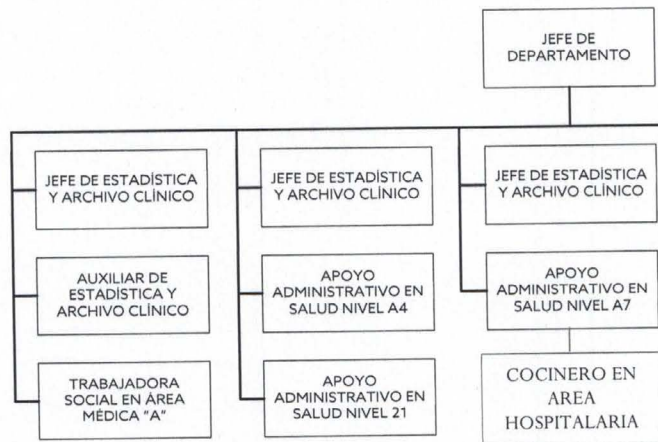 JEFE DE
DEPARTAMENTO
JEFE DE ESTADÍSTICA
Y ARCHIVO CLÍNICO
JEFE DE ESTADÍSTICA
Y ARCHIVO CLÍNICO
JEFE DE ESTADÍSTICA
Y ARCHIVO CLÍNICO
AUXILIAR DE
ESTADÍSTICA Y
ARCHIVO CLÍNICO
APOYO
ADMINISTRATIVO EN
SALUD NIVEL A4
APOYO
ADMINISTRATIVO EN
SALUD NIVEL A7
TRABAJADORA
SOCIAL EN ÁREA
MÉDICA "A"
APOYO
ADMINISTRATIVO EN
SALUD NIVEL 21
COCINERO EN
AREA
HOSPITALARIA